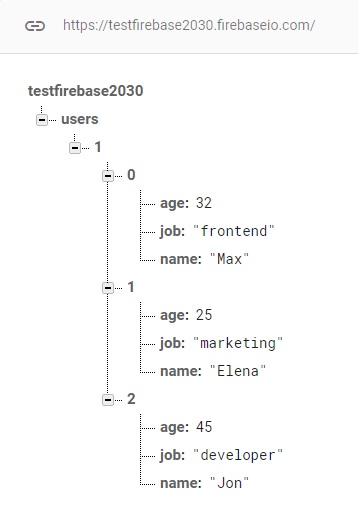 https://testfirebase2030.firebaseio.com/
testfirebase2030
users
1
0
age: 32
job: "frontend"
name: "Max"
1
age: 25
job: "marketing"
name: "Elena"
2
age: 45
job: "developer"
name: "Jon"